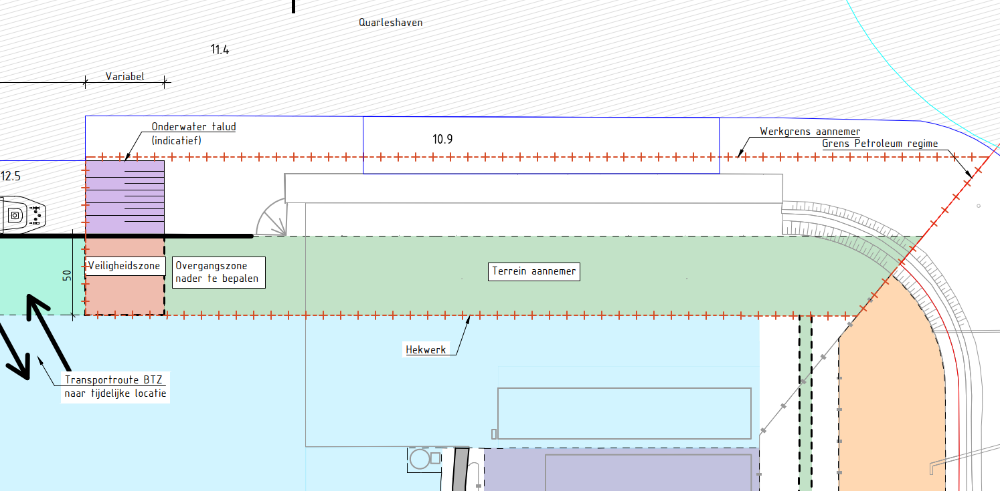 Quarleshaven
11.4
Variabel
Onderwater talud
(indicatief)
10.9
Werkgrens aannemer
Grens Petroleum regime
12.5
Veiligheidszone
Overgangszone
nader te bepalen
Terrein aannemer
50
Hekwerk
Transportroute BTZ
naar tijdelijke locatie